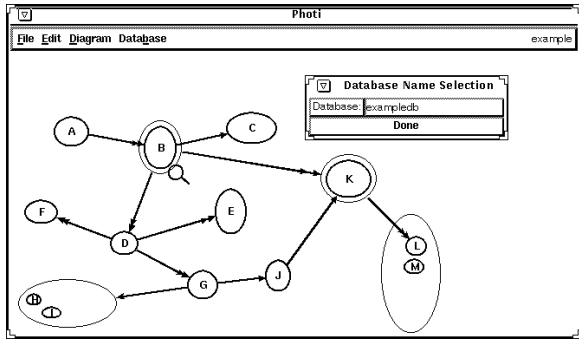 Photi
File Edit Diagram Database example
Database Name Selection
Database: exampledb
Done
A
B
C
K
F
E
D
L
M
G
J
H
I